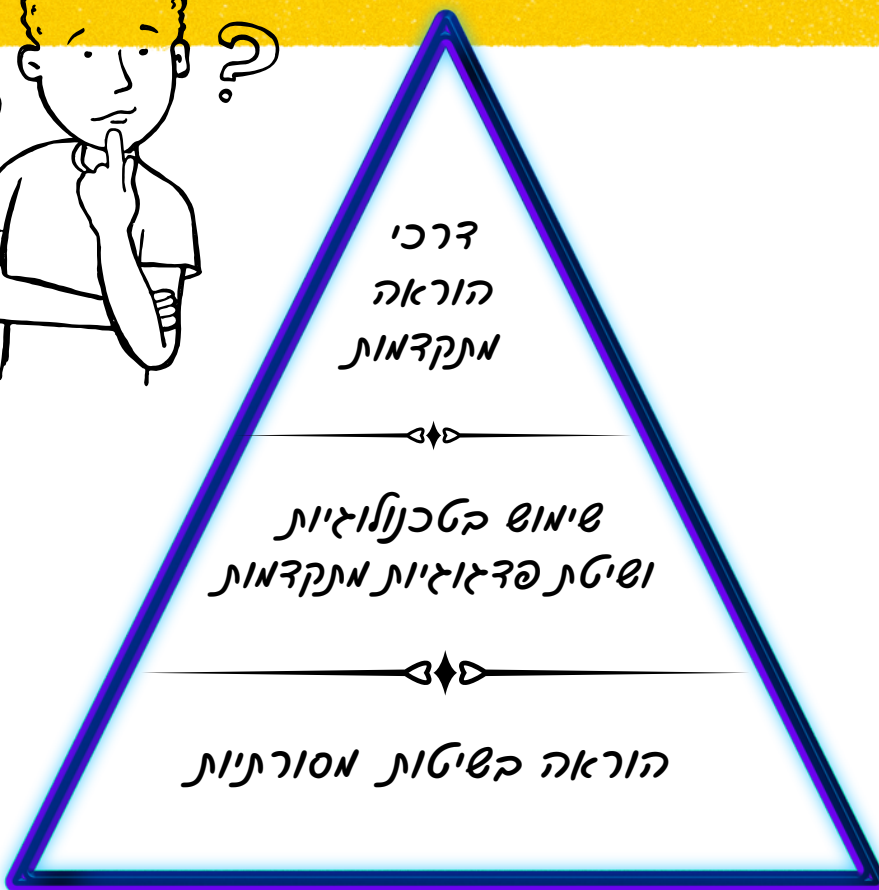 ?
דרכי
הוראה
מתקדמות
שימוש בטכנולוגיות
ושיטת פדגוגיות מתקדמות
הוראה בשיטות מסורתיות